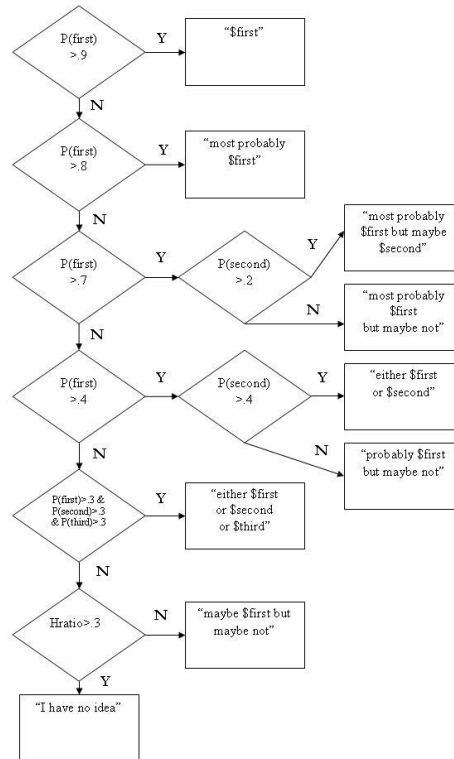 P(first)
>.9
Y
“$first”
N
P(first)
>.8
Y
“most probably
$first”
N
P(first)
>.7
Y
P(second)
>.2
Y
“most probably
$first but maybe
$second”
N
“most probably
$first
but maybe not”
N
P(first)
>.4
Y
P(second)
>.4
Y
“either $first
or $second”
N
“probably $first
but maybe not”
N
P(first)>.3 &
P(second)>.3
& P(third)>.3
Y
“either $first
or $second
or $third”
N
Hratio>.3
N
“maybe $first but
maybe not”
Y
“I have no idea”